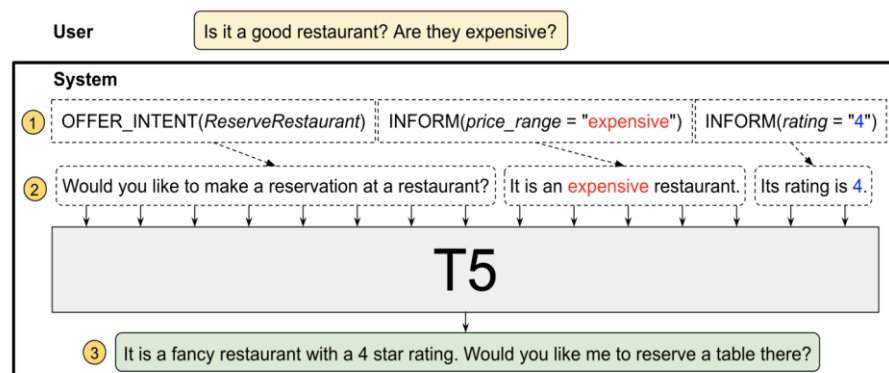 User
Is it a good restaurant? Are they expensive?
System
1 OFFER_INTENT(ReserveRestaurant) INFORM(price_range = "expensive") INFORM(rating = "4")
2 Would you like to make a reservation at a restaurant? It is an expensive restaurant. Its rating is 4.
T5
3 It is a fancy restaurant with a 4 star rating. Would you like me to reserve a table there?